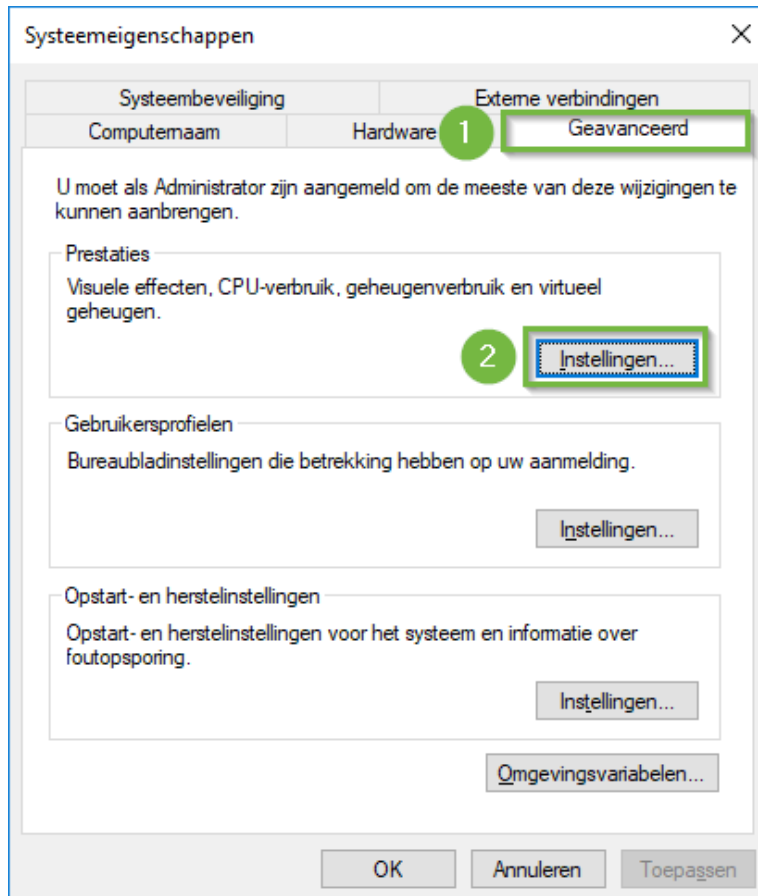 Systeemeigenschappen
Systeembeveiliging
Externe verbindingen
Computernaam
Hardware
1
Geavanceerd
U moet als Administrator zijn aangemeld om de meeste van deze wijzigingen te
kunnen aanbrengen.
Prestaties
Visuele effecten, CPU-verbruik, geheugenverbruik en virtueel
geheugen.
2
Instellingen...
Gebruikersprofielen
Bureaubladinstellingen die betrekking hebben op uw aanmelding.
Instellingen...
Opstart- en herstelinstellingen
Opstart- en herstelinstellingen voor het systeem en informatie over
foutopsporing.
Instellingen...
Omgevingsvariabelen...
OK
Annuleren
Toepassen